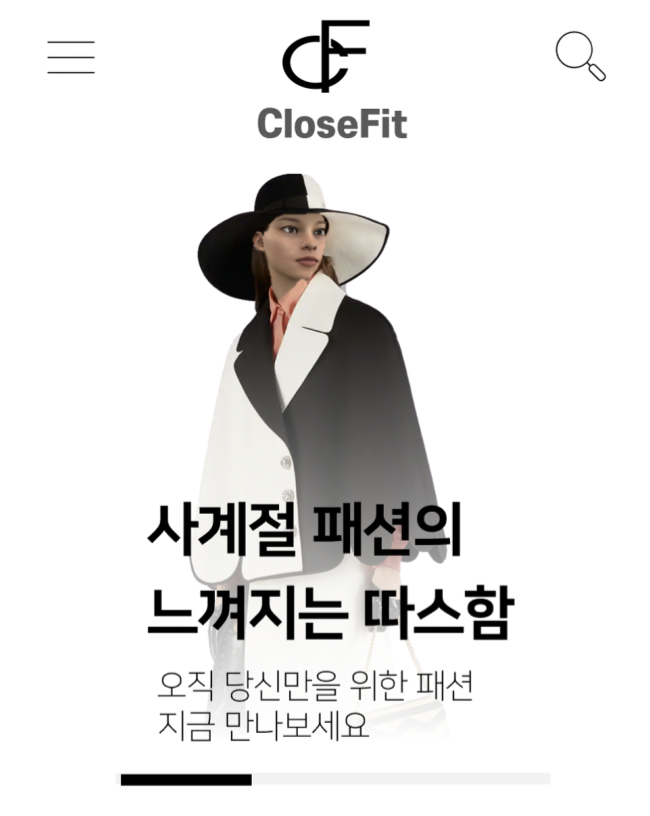 CF
CloseFit
사계절 패션의
느껴지는 따스함
오직 당신만을 위한 패션
지금 만나보세요